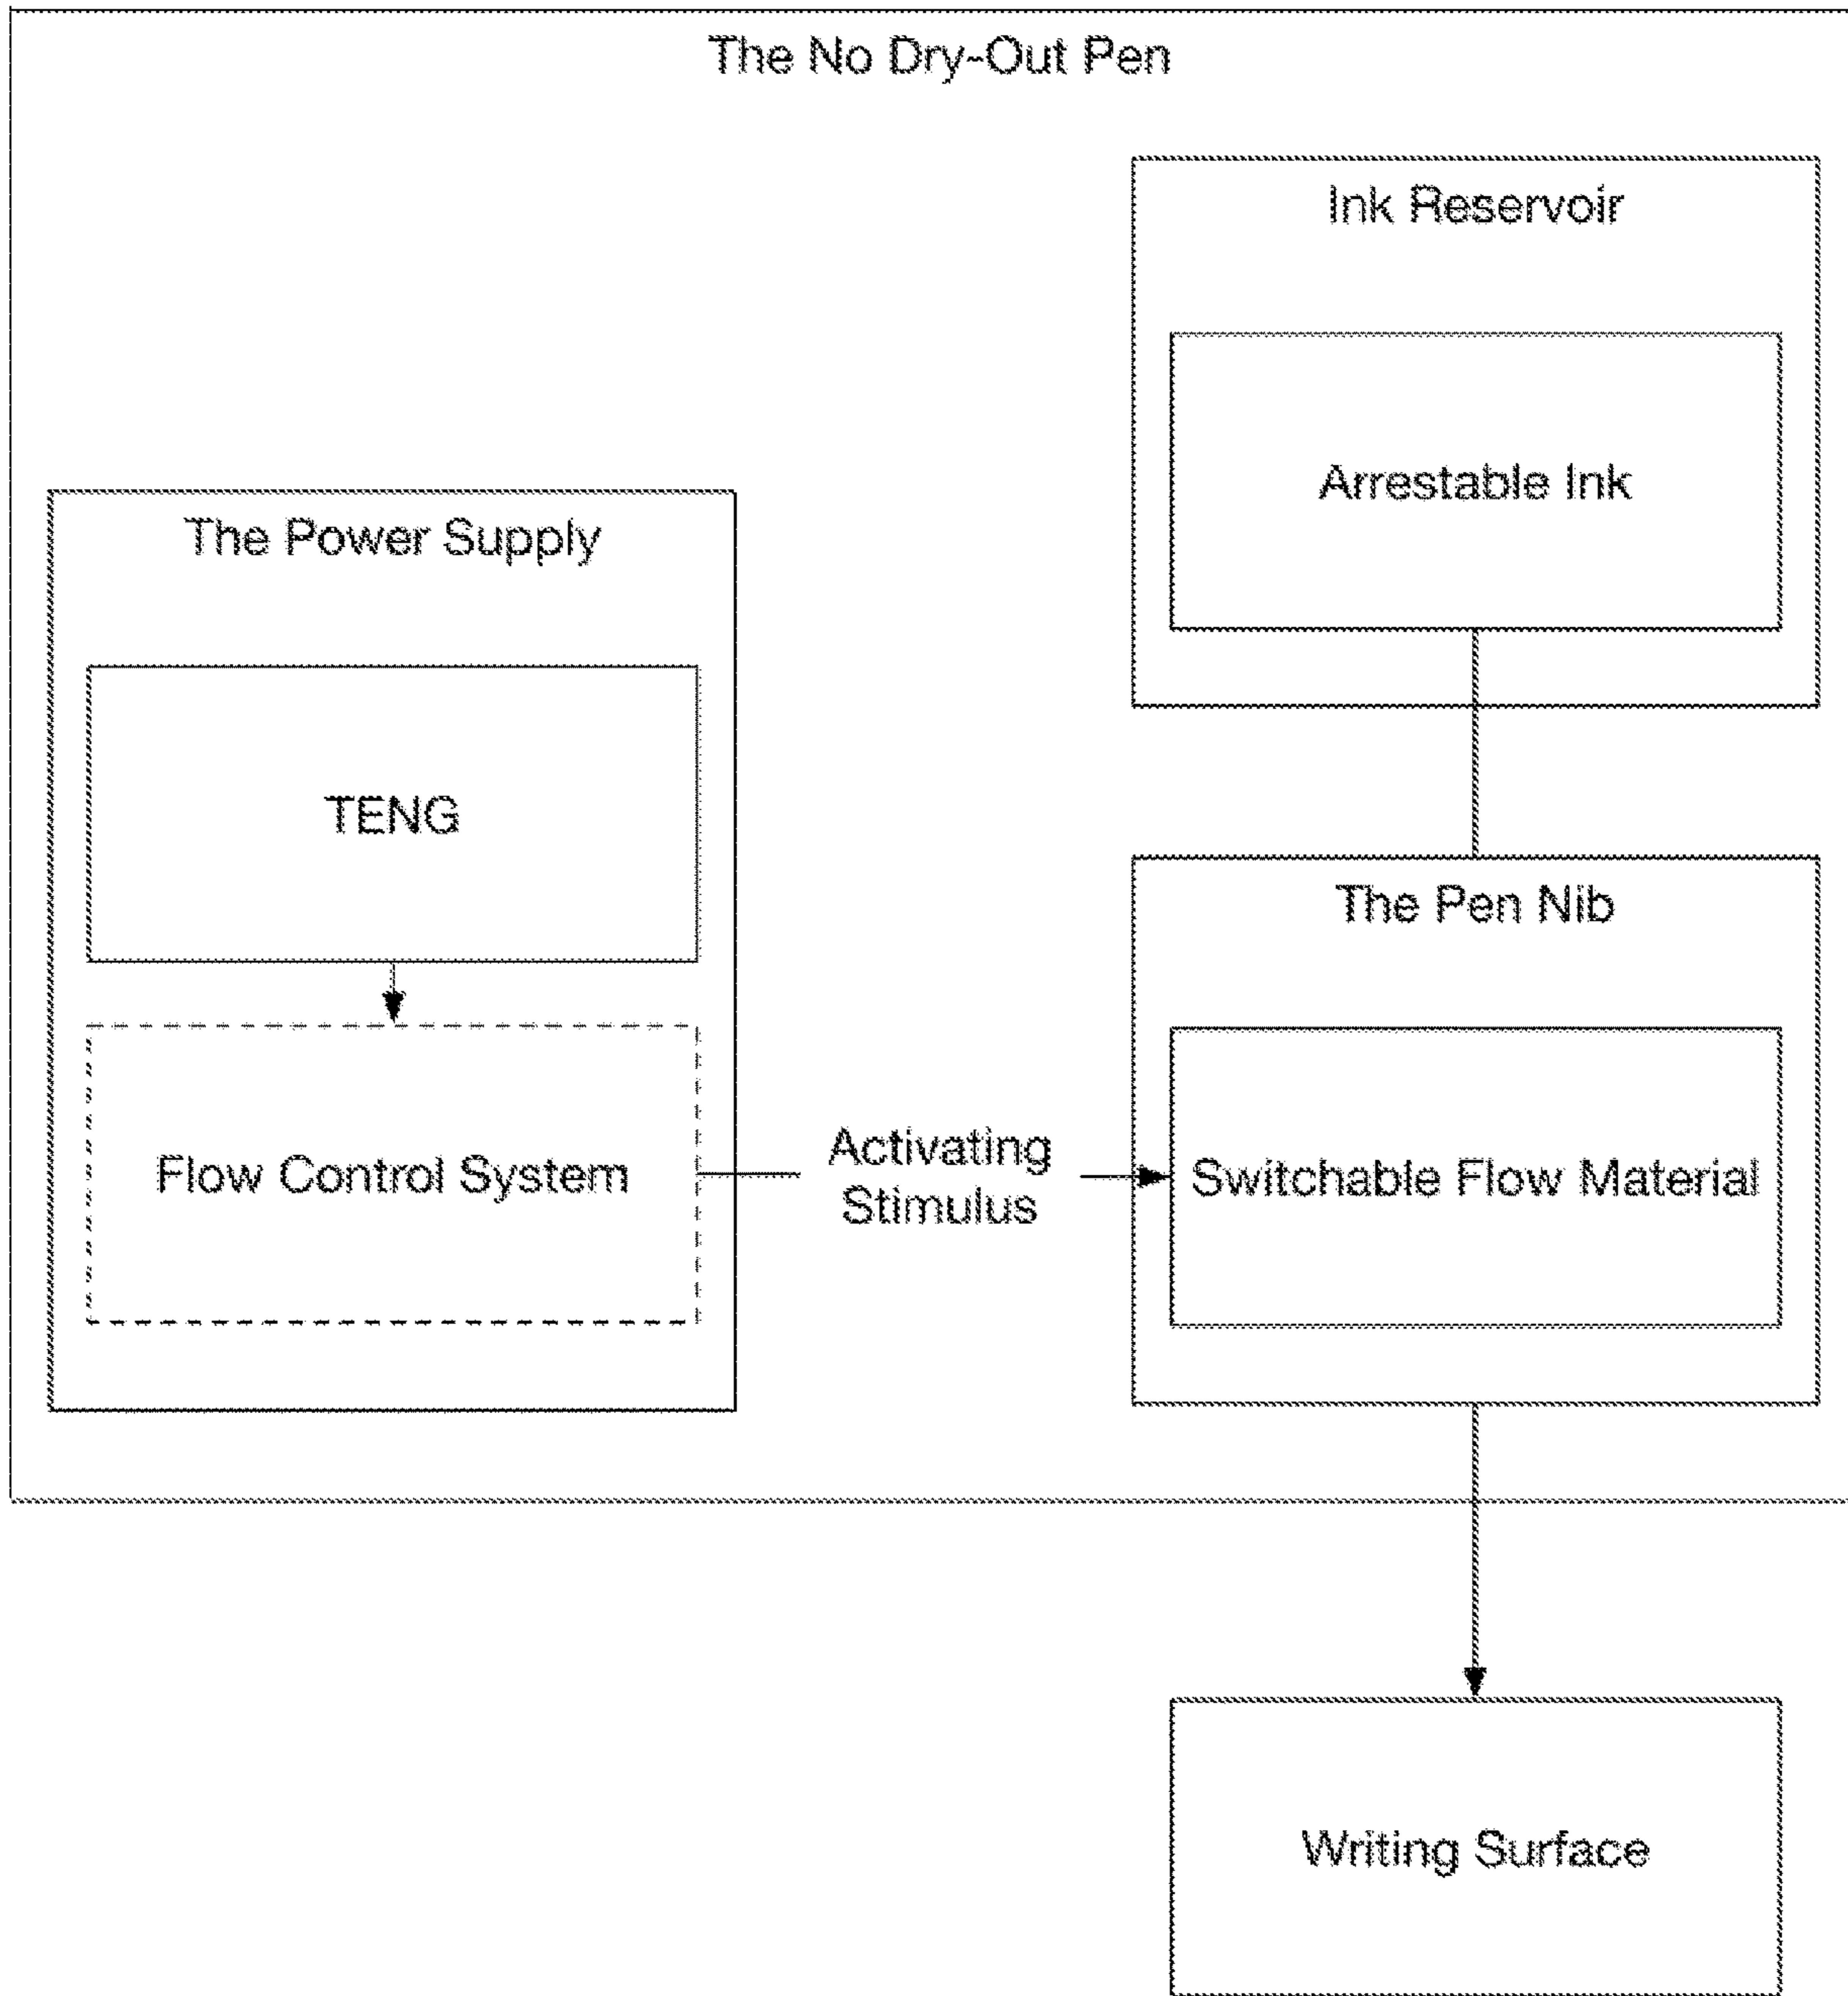 The No Dry-Out Pen
Ink Reservoir
Arrestable Ink
The Power Supply
TENG
The Pen Nib
Flow Control System
Activating
Stimulus
Switchable Flow Material
Writing Surface